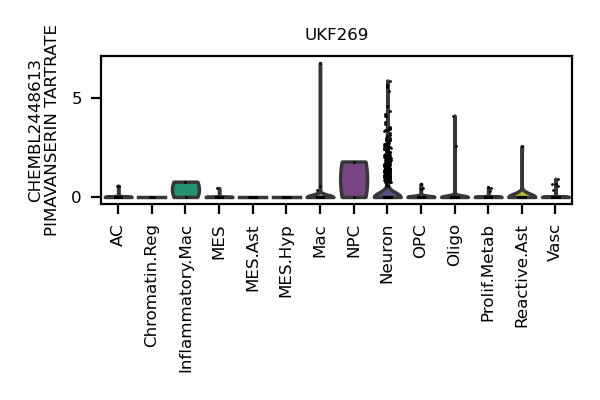 UKF269
CHEMBL2448613
PIMAVANSERIN TARTRATE
5
0
AC
Chromatin.Reg
Inflammatory.Mac
MES
MES.Ast
MES.Hyp
Mac
NPC
Neuron
OPC
Oligo
Prolif.Metab
Reactive.Ast
Vasc